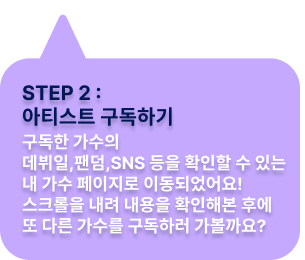 STEP 2 :
아티스트 구독하기
구독한 가수의
데뷔일,팬덤,SNS 등을 확인할 수 있는
내 가수 페이지로 이동되었어요!
스크롤을 내려 내용을 확인해본 후에
또 다른 가수를 구독하러 가볼까요?